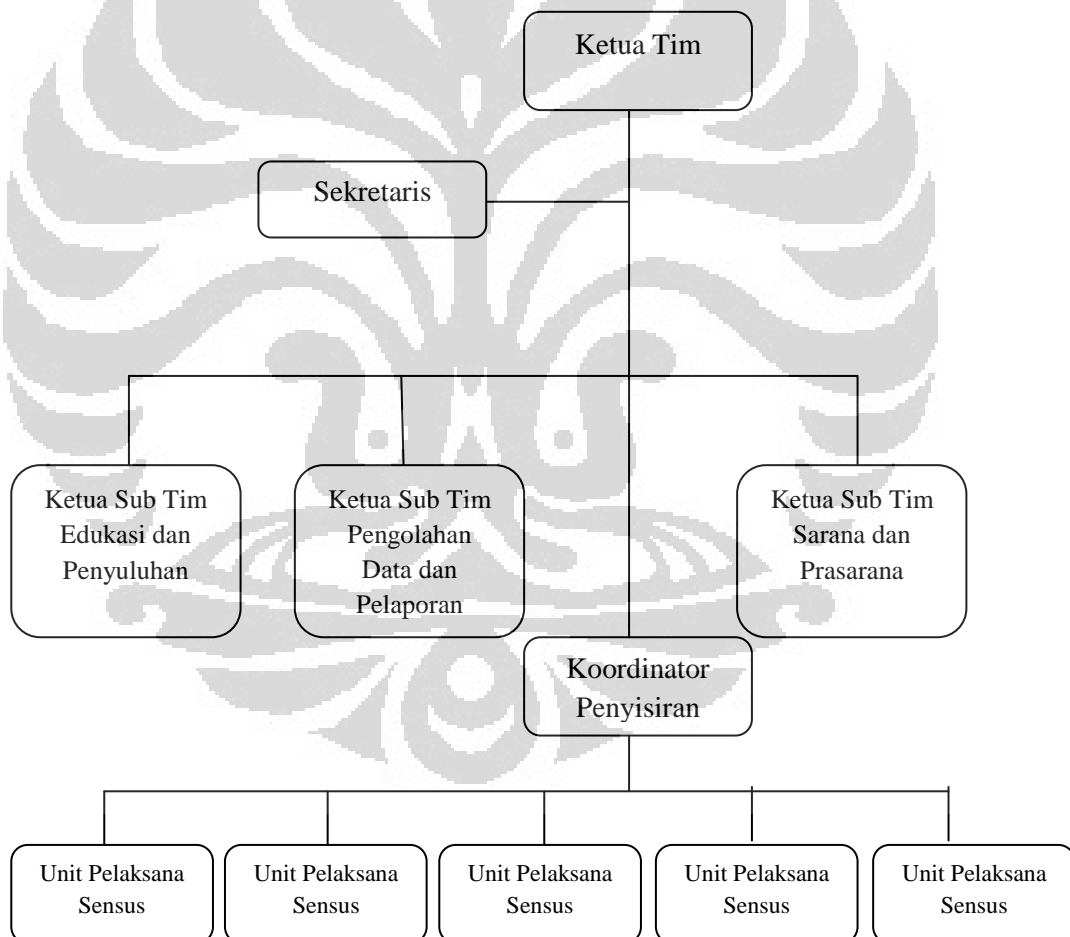 Ketua Tim
Sekretaris
Ketua Sub Tim
Edukasi dan
Penyuluhan
Ketua Sub Tim
Pengolahan
Data dan
Pelaporan
Ketua Sub Tim
Sarana dan
Prasarana
Koordinator
Penyisiran
Unit Pelaksana
Sensus
Unit Pelaksana
Sensus
Unit Pelaksana
Sensus
Unit Pelaksana
Sensus
Unit Pelaksana
Sensus